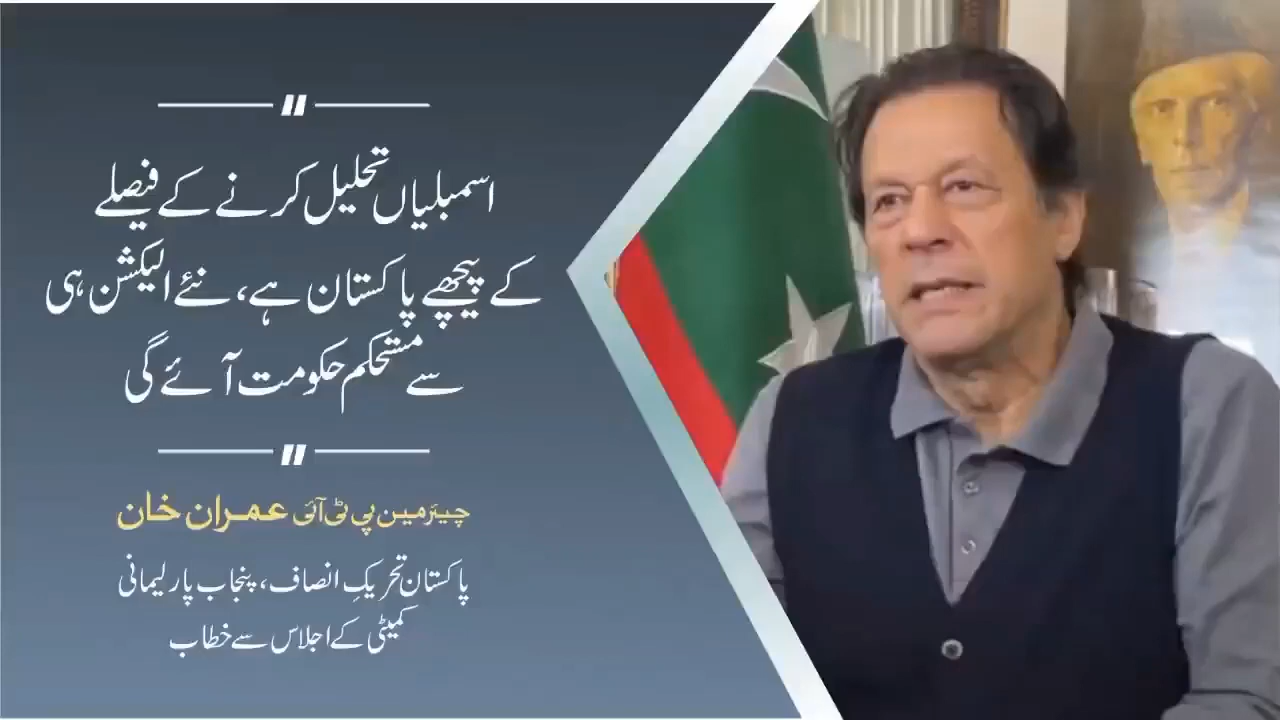 "
اسمبلیاں تحلیل کرنے کے فیصلے
کے پیچھے پاکستان ہے، نئے الیکشن ہی
سے مستحکم حکومت آئے گی
"
چیئرمین پی ٹی آئی عمران خان
پاکستان تحریکِ انصاف، پنجاب پارلیمانی
کمیٹی کے اجلاس سے خطاب